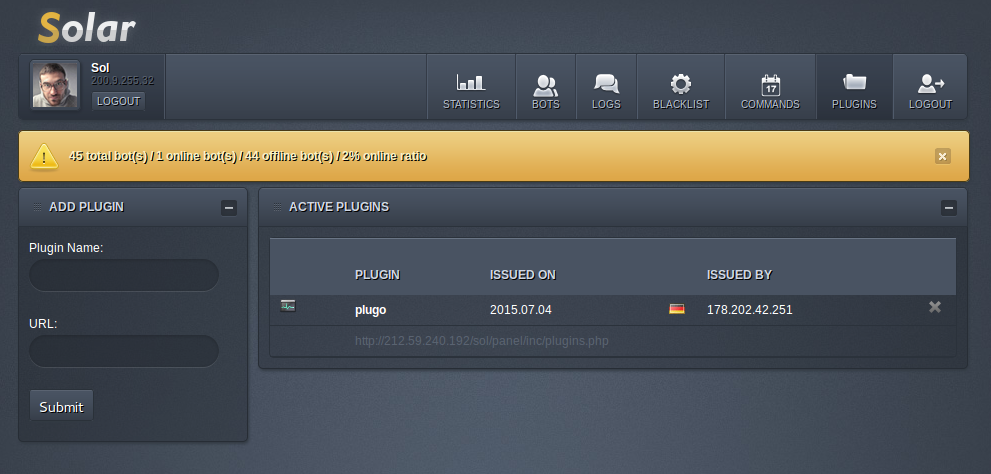 Solar
Sol
200.9.255.32
LOGOUT
STATISTICS
BOTS
LOGS
BLACKLIST
17
COMMANDS
PLUGINS
LOGOUT
45 total bot(s) / 1 online bot(s) / 44 offline bot(s) / 2% online ratio
ADD PLUGIN
Plugin Name:
URL:
Submit
ACTIVE PLUGINS
PLUGIN ISSUED ON ISSUED BY
plugo 2015.07.04 178.202.42.251
http://212.59.240.192/sol/panel/inc/plugins.php